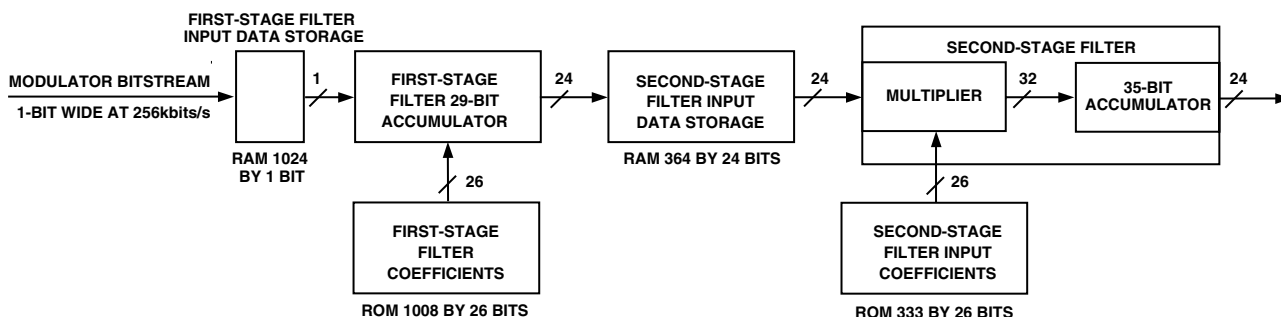 FIRST-STAGE FILTER
INPUT DATA STORAGE
MODULATOR BITSTREAM
1-BIT WIDE AT 256kbits/s
RAM 1024
BY 1 BIT
1
FIRST-STAGE
FILTER 29-BIT
ACCUMULATOR
26
FIRST-STAGE
FILTER
COEFFICIENTS
ROM 1008 BY 26 BITS
24
SECOND-STAGE
FILTER INPUT
DATA STORAGE
RAM 364 BY 24 BITS
24
SECOND-STAGE FILTER
MULTIPLIER
32
35-BIT
ACCUMULATOR
24
26
SECOND-STAGE
FILTER INPUT
COEFFICIENTS
ROM 333 BY 26 BITS